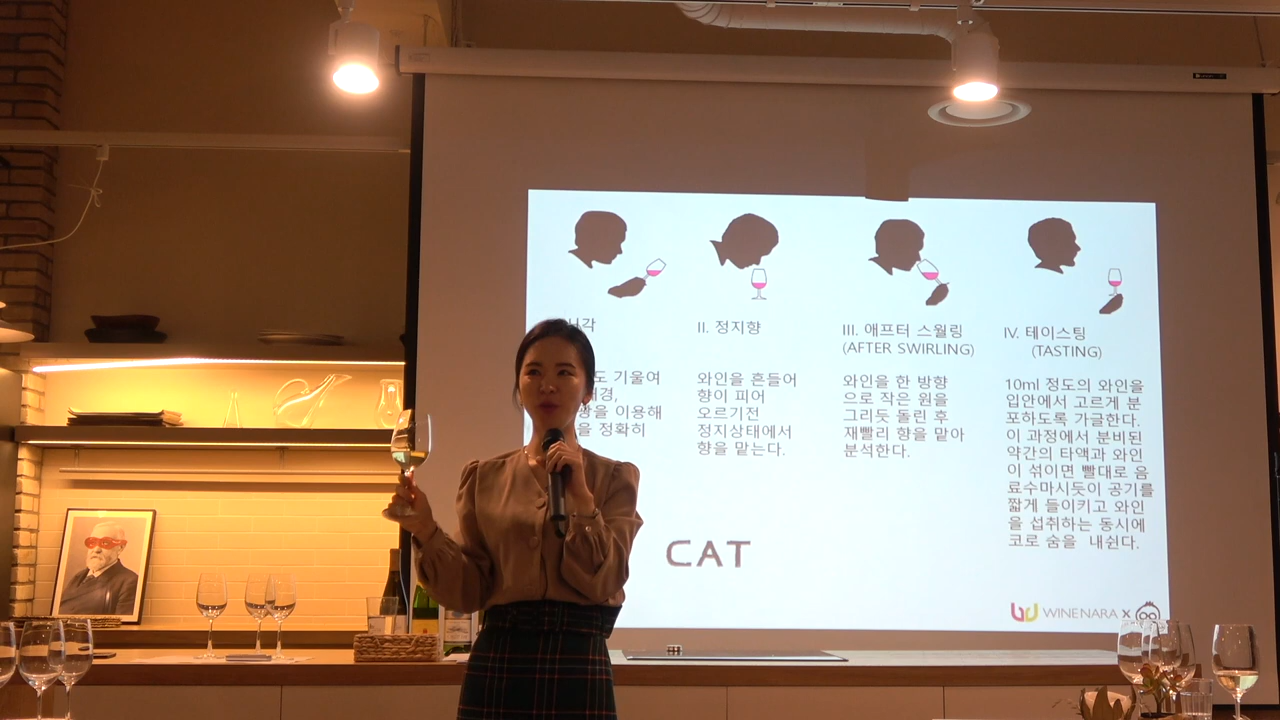 각
II. 정지향
III. 애프터 스월링
(AFTER SWIRLING)
IV. 테이스팅
(TASTING)
도 기울여
배경,
황을 이용해
을 정확히
와인을 흔들어
향이 피어
오르기전
정지상태에서
향을 맡는다.
와인을 한 방향
으로 작은 원을
그리듯 돌린 후
재빨리 향을 맡아
분석한다.
10ml 정도의 와인을
입안에서 고르게 분
포하도록 가글한다.
이 과정에서 분비된
약간의 타액과 와인
이 섞이면 빨대로 음
료수마시듯이 공기를
짧게 들이키고 와인
을 섭취하는 동시에
코로 숨을 내쉰다.
CAT
WINENARA X